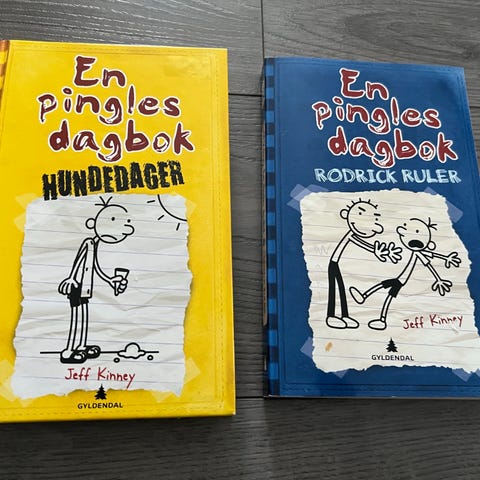 En
pingles
dagbok
HUNDEDAGER
Jeff Kinney
GYLDENDAL
En
pingles
dagbok
RODRICK RULER
Jeff Kinney
GYLDENDAL